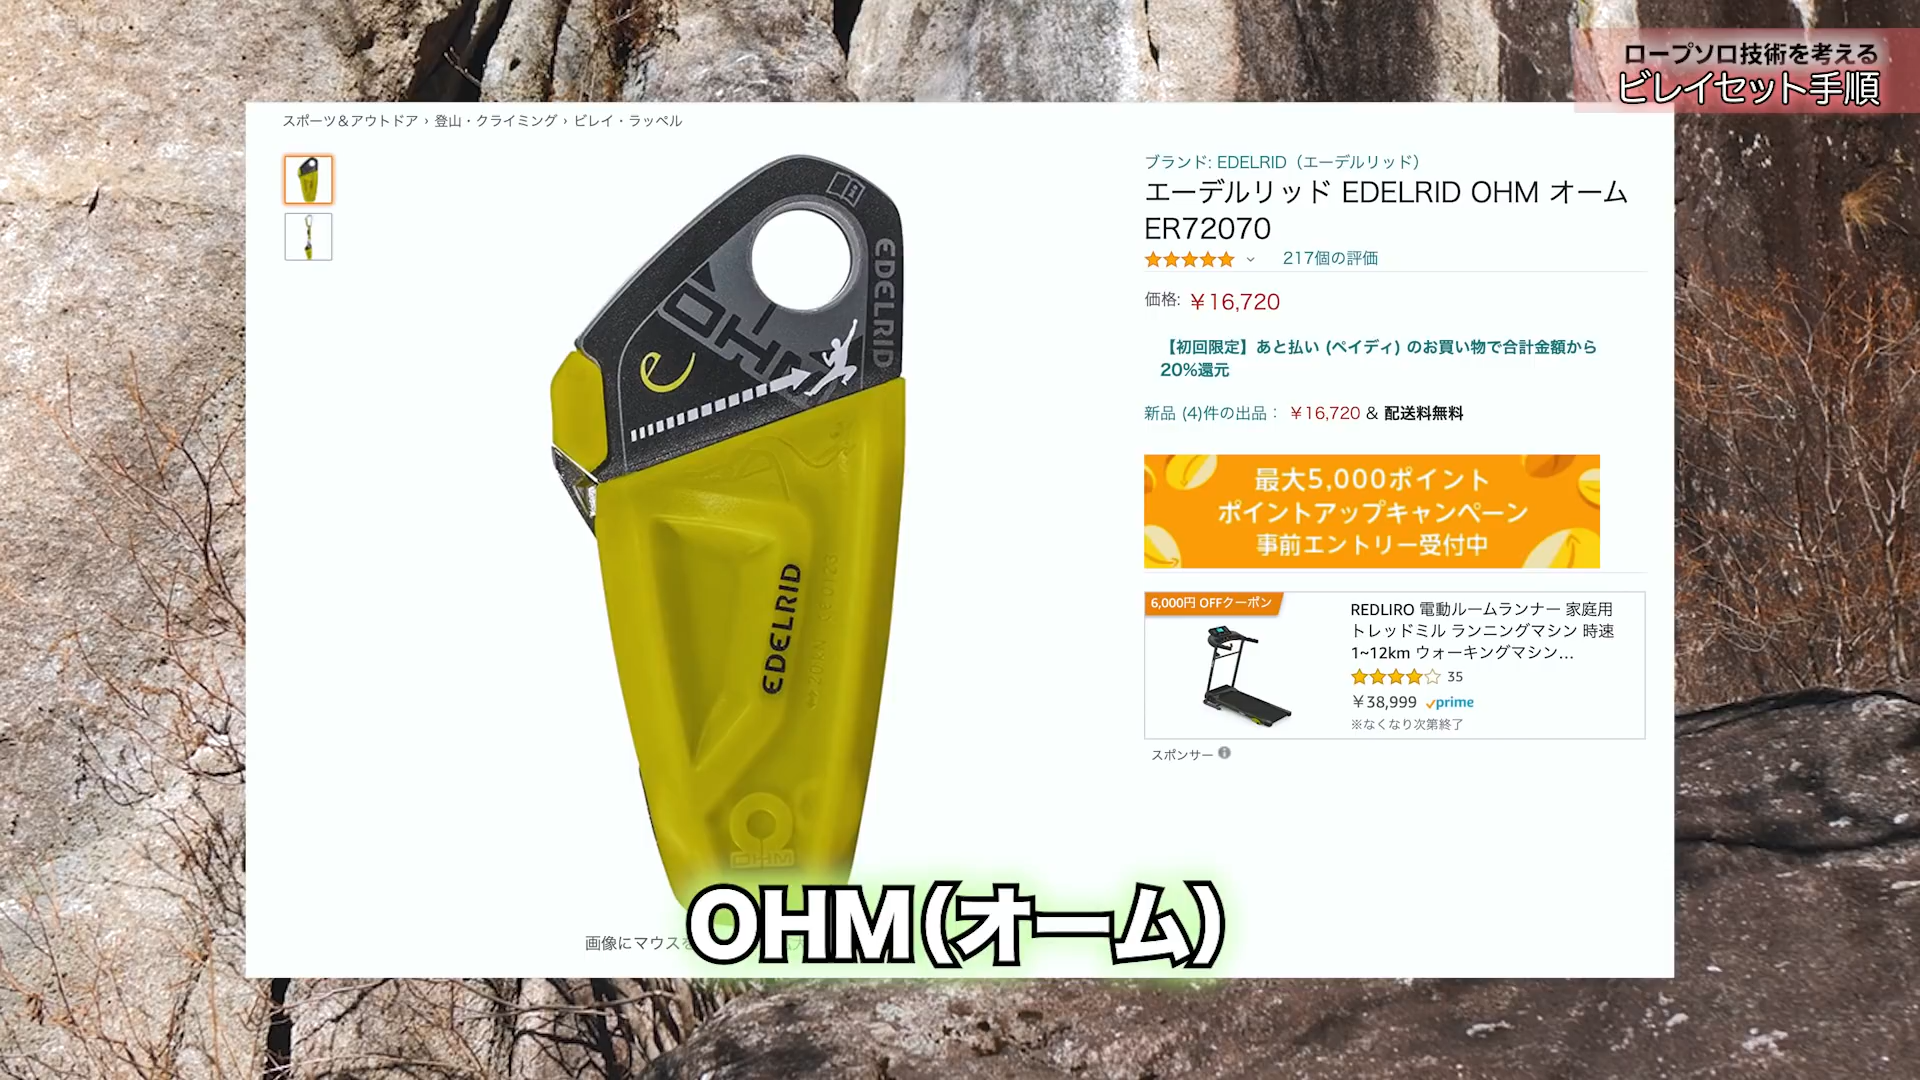 ロープソロ技術を考える
ビレイセット手順
スポーツ&アウトドア › 登山・クライミング › ビレイ・ラッペル
EDELRID
OHM
e
EDELRID
OHM
画像にマウスを
ブランド: EDELRID（エーデルリッド）
エーデルリッド EDELRID OHM オーム
ER72070
217個の評価
価格: ￥16,720
【初回限定】あと払い (ペイディ) のお買い物で合計金額から
20%還元
新品 (4)件の出品： ￥16,720 & 配送料無料
最大5,000ポイント
ポイントアップキャンペーン
事前エントリー受付中
6,000円 OFFクーポン
REDLIRO 電動ルームランナー 家庭用
トレッドミル ランニングマシン 時速
1~12km ウォーキングマシン…
35
￥38,999 prime
※なくなり次第終了
スポンサー
OHM(オーム)